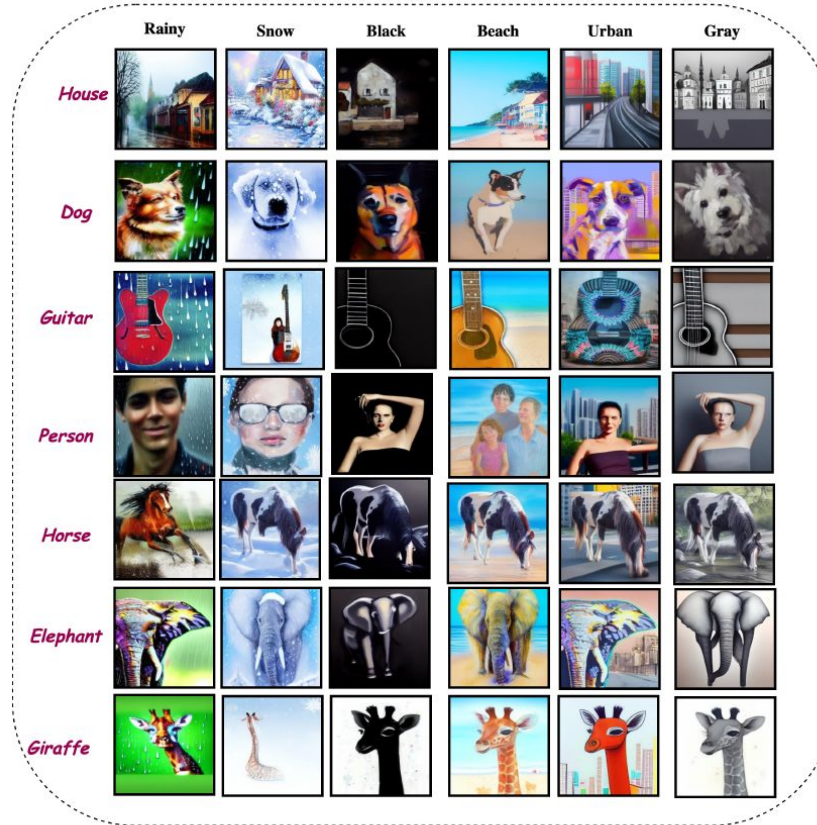 Rainy Snow Black Beach Urban Gray
House
Dog
Guitar
Person
Horse
Elephant
Giraffe